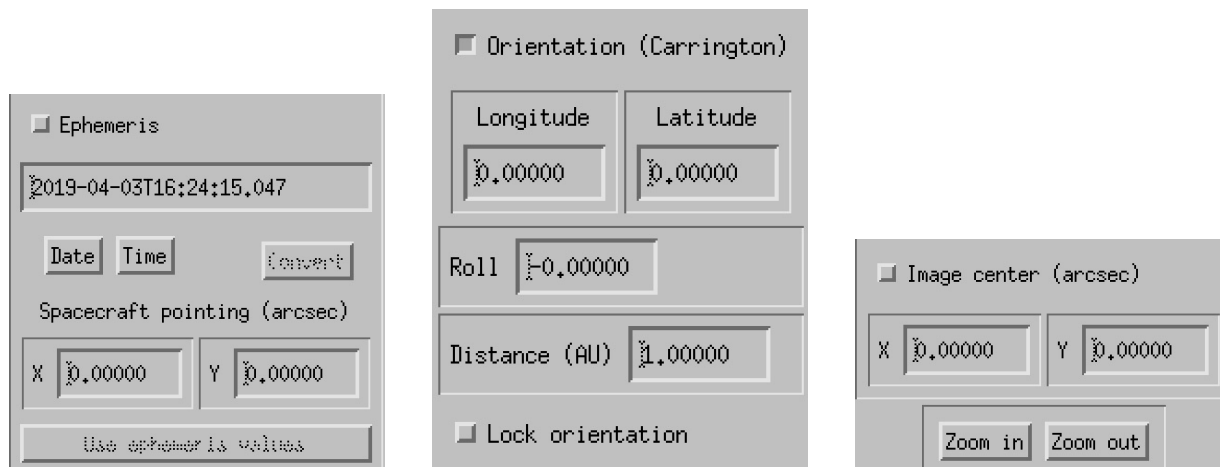 Ephemeris
2019-04-03T16:24:15.047
Date Time Convert
Spacecraft pointing (arcsec)
X 0.00000 Y 0.00000
Use ephemeris values
Orientation (Carrington)
Longitude Latitude
0.00000 0.00000
Roll -0.00000
Distance (AU) 1.00000
Lock orientation
Image center (arcsec)
X 0.00000 Y 0.00000
Zoom in Zoom out